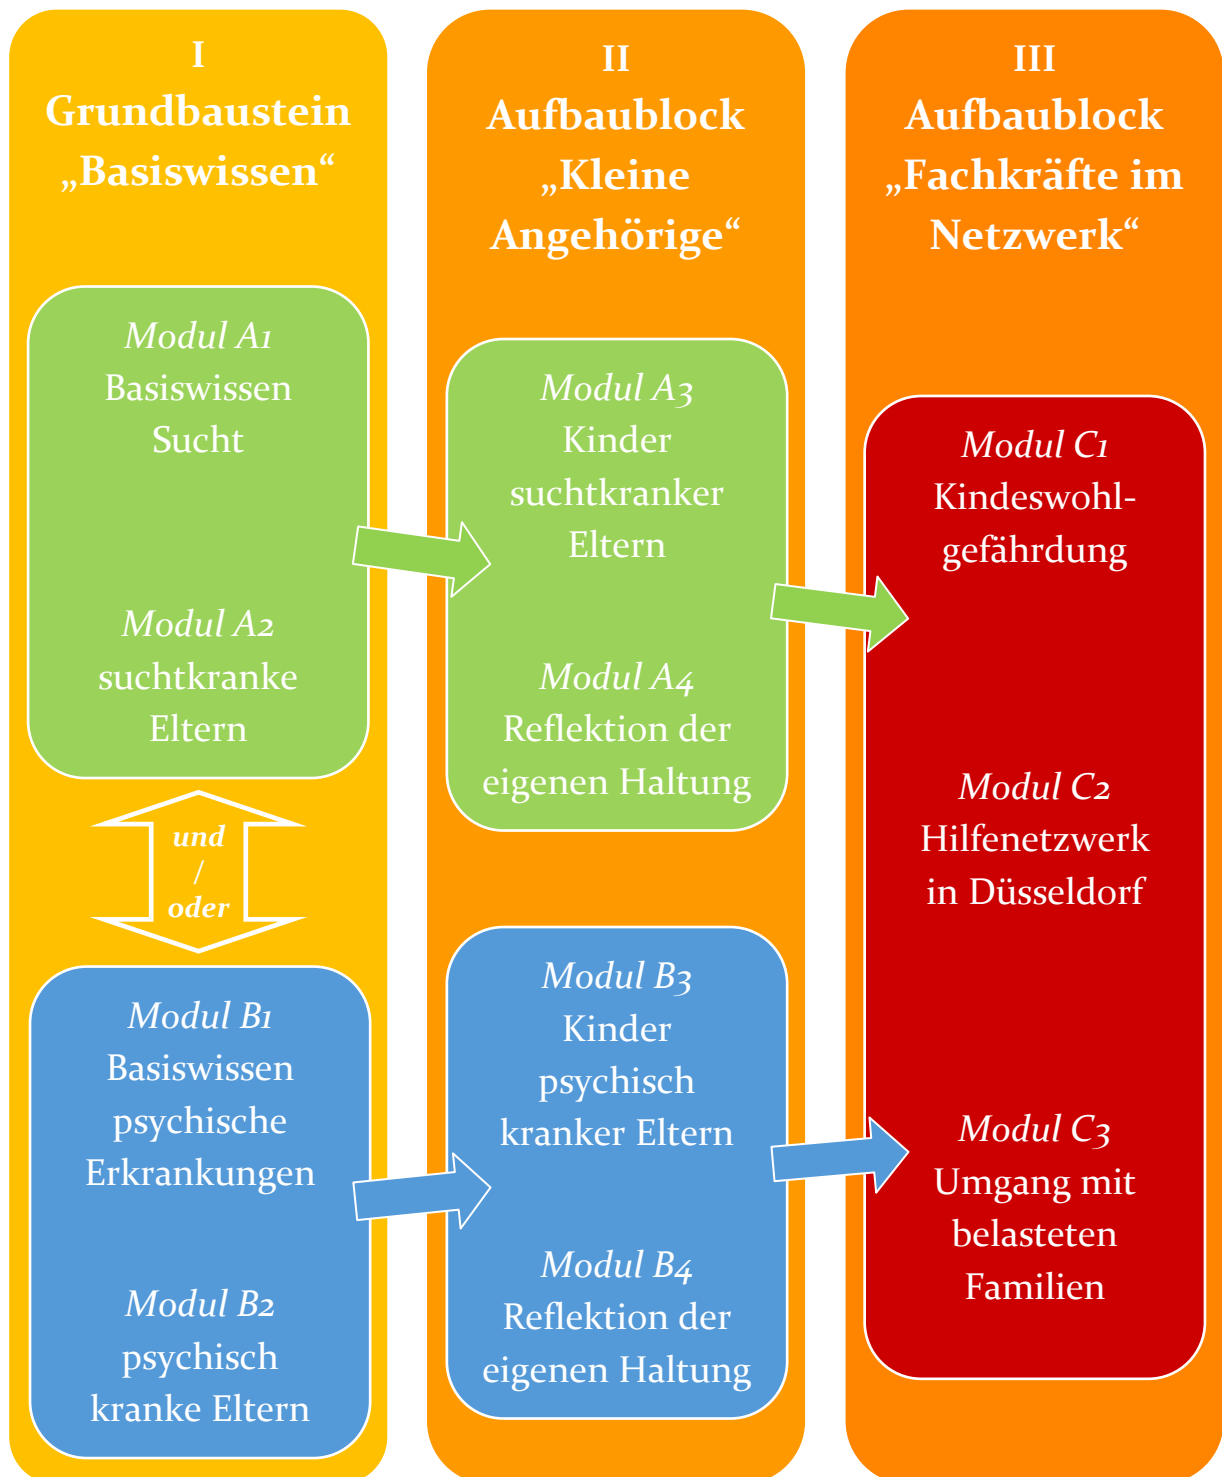 I
Grundbaustein
„Basiswissen“
Modul A1
Basiswissen
Sucht
Modul A2
suchtkranke
Eltern
und
/
oder
Modul B1
Basiswissen
psychische
Erkrankungen
Modul B2
psychisch
kranke Eltern
II
Aufbaublock
„Kleine
Angehörige“
Modul A3
Kinder
suchtkranker
Eltern
Modul A4
Reflektion der
eigenen Haltung
Modul B3
Kinder
psychisch
kranker Eltern
Modul B4
Reflektion der
eigenen Haltung
III
Aufbaublock
„Fachkräfte im
Netzwerk“
Modul C1
Kindeswohl-
gefährdung
Modul C2
Hilfenetzwerk
in Düsseldorf
Modul C3
Umgang mit
belasteten
Familien